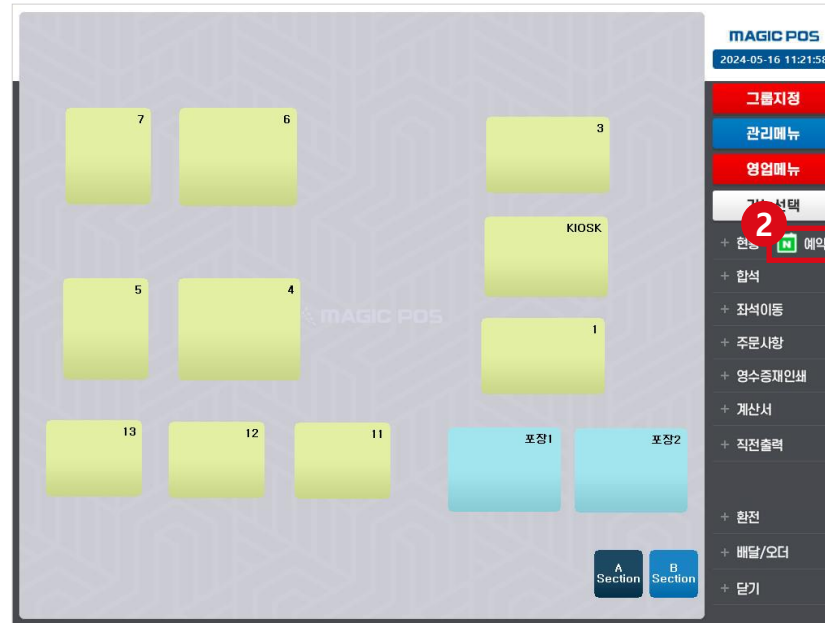 MAGIC POS
2024-05-16 11:21:58
7
6
3
KIOSK
5
4
1
13
12
11
포장1
포장2
A
Section
B
Section
MAGIC POS
그룹지정
관리메뉴
영업메뉴
2
N 예약
합석
좌석이동
주문사항
영수증재인쇄
계산서
직전출력
환전
배달/오더
닫기